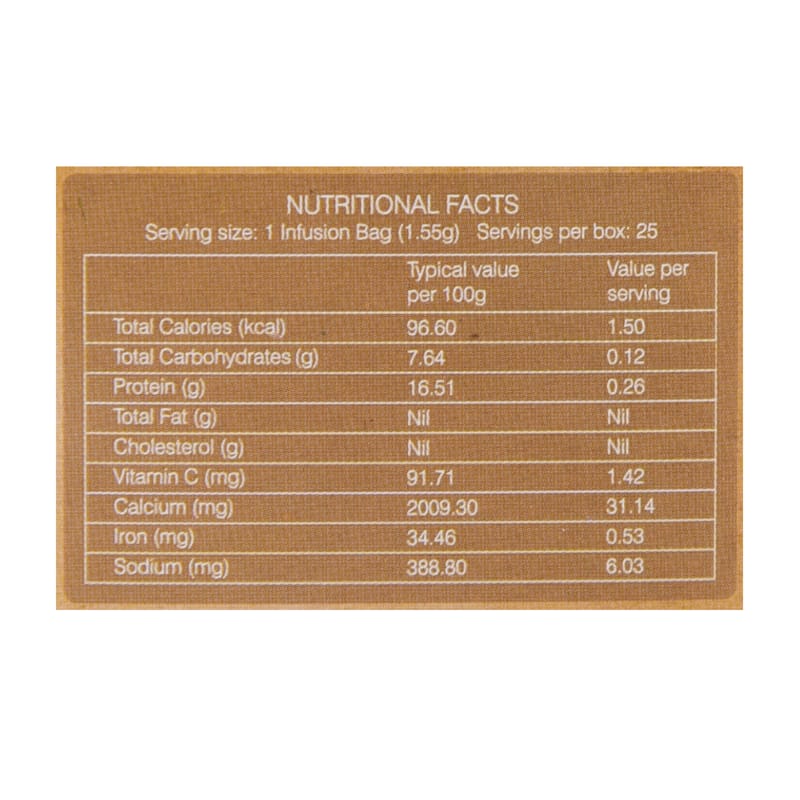 NUTRITIONAL FACTS
Serving size: 1 Infusion Bag (1.55g) Servings per box: 25
Typical value per 100g Value per serving
Total Calories (kcal) 96.60 1.50
Total Carbohydrates (g) 7.64 0.12
Protein (g) 16.51 0.26
Total Fat (g) Nil Nil
Cholesterol (g) Nil Nil
Vitamin C (mg) 91.71 1.42
Calcium (mg) 2009.30 31.14
Iron (mg) 34.46 0.53
Sodium (mg) 388.80 6.03